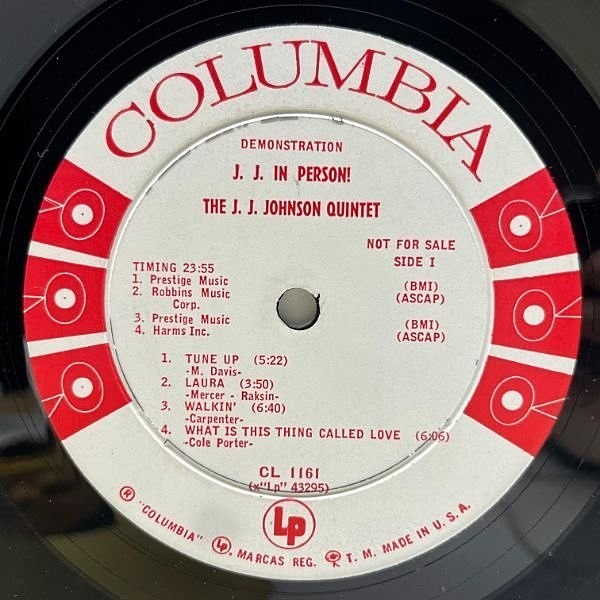 COLUMBIA
DEMONSTRATION
J. J. IN PERSON!
THE J. J. JOHNSON QUINTET
NOT FOR SALE
TIMING 23:55 SIDE I
1. Prestige Music (BMI)
2. Robbins Music (ASCAP)
Corp.
3. Prestige Music (BMI)
4. Harms Inc. (ASCAP)
1. TUNE UP (5:22)
-M. Davis-
2. LAURA (3:50)
-Mercer - Raksin-
3. WALKIN' (6:40)
-Carpenter-
4. WHAT IS THIS THING CALLED LOVE (6:06)
-Cole Porter-
CL 1161
(x"Lp" 43295)
Lp
® "COLUMBIA" Lp, MARCAS REG. T. M. MADE IN U. S. A.